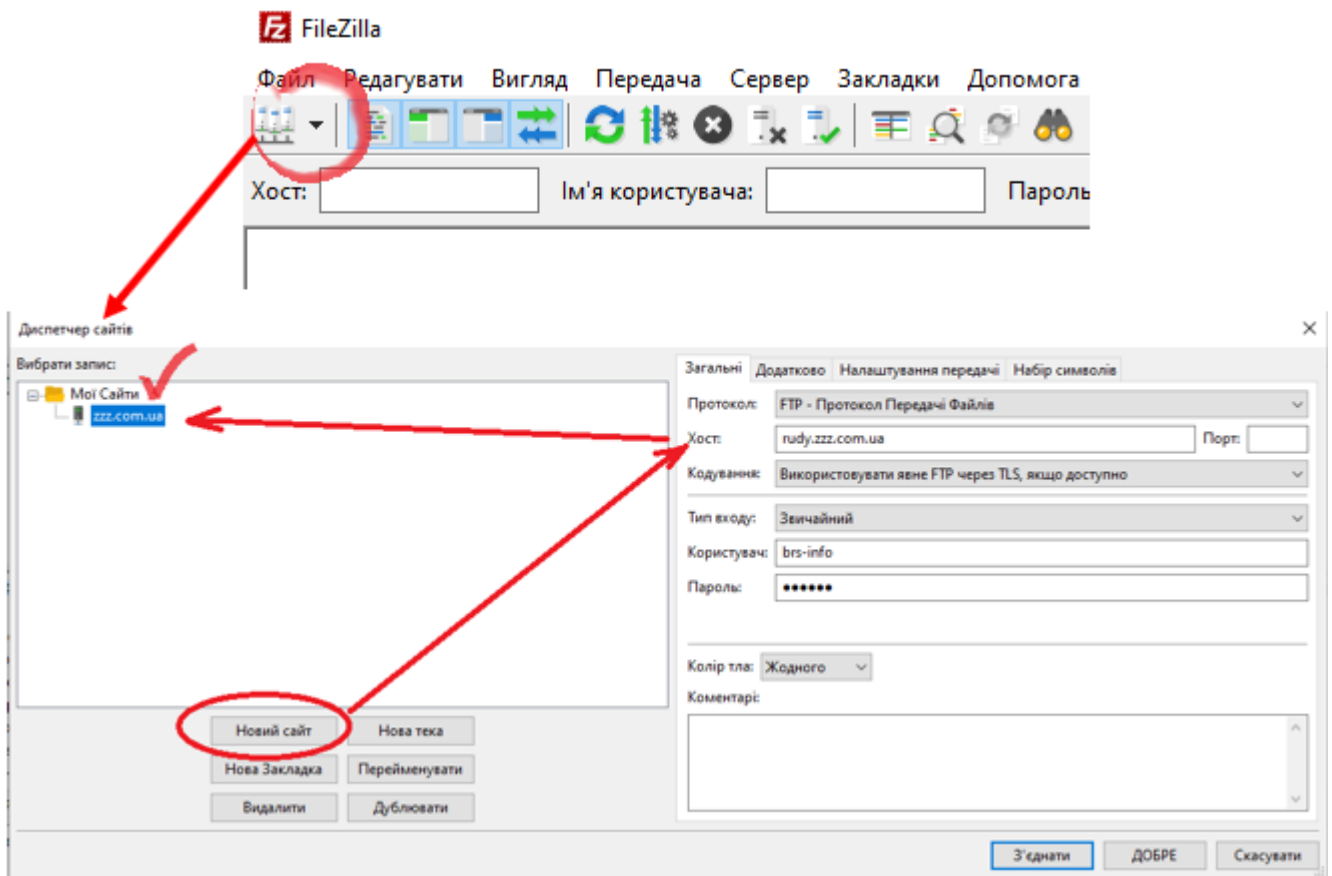 FileZilla
Файл Редагувати Вигляд Передача Сервер Закладки Допомога
Хост: Ім'я користувача: Пароль
Диспетчер сайтів
Вибрати запис:
Мої Сайти
zzz.com.ua
Новий сайт Нова тека
Нова Закладка Перейменувати
Видалити Дублювати
Загальні Додатково Налаштування передачі Набір символів
Протокол: FTP - Протокол Передачі Файлів
Хост: rudy.zzz.com.ua Порт:
Кодування: Використовувати явне FTP через TLS, якщо доступно
Тип входу: Звичайний
Користувач: brs-info
Пароль: ••••••
Колір тла: Жодного
Коментарі:
З'єднати ДОБРЕ Скасувати